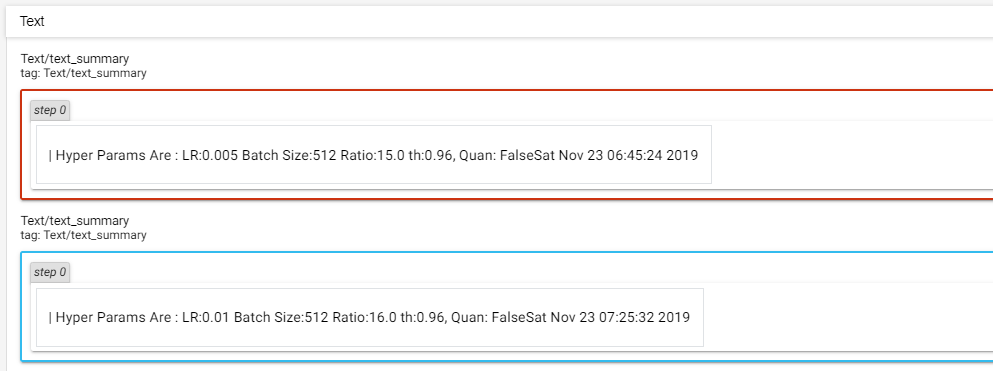 Text
Text/text_summary
tag: Text/text_summary
step 0
| Hyper Params Are : LR:0.005 Batch Size:512 Ratio:15.0 th:0.96, Quan: FalseSat Nov 23 06:45:24 2019
Text/text_summary
tag: Text/text_summary
step 0
| Hyper Params Are : LR:0.01 Batch Size:512 Ratio:16.0 th:0.96, Quan: FalseSat Nov 23 07:25:32 2019